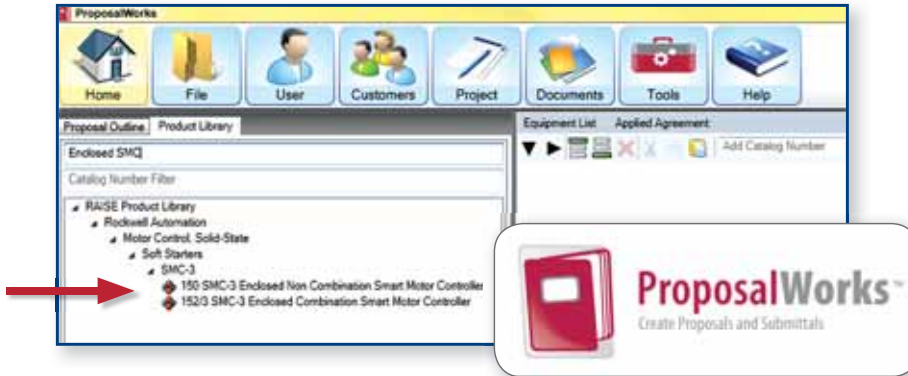 ProposalWorks
Home File User Customers Project Documents Tools Help
Proposal Outline Product Library
Equipment List Applied Agreement
Enclosed SMC
Add Catalog Number
Catalog Number Filter
RAISE Product Library
Rockwell Automation
Motor Control, Solid-State
Soft Starters
SMC-3
150 SMC-3 Enclosed Non Combination Smart Motor Controller
152/3 SMC-3 Enclosed Combination Smart Motor Controller
ProposalWorks™
Create Proposals and Submittals